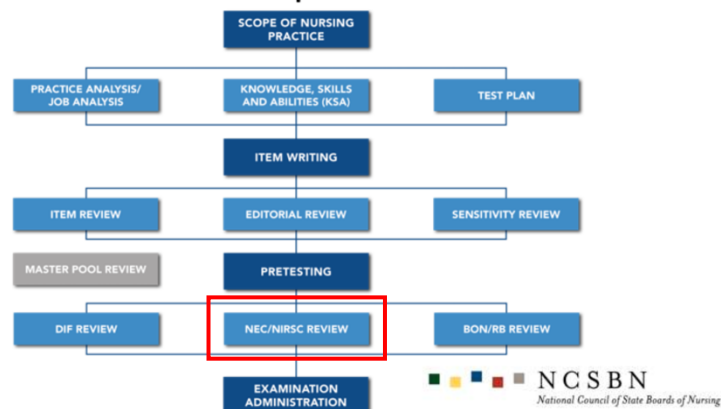 SCOPE OF NURSING
PRACTICE
PRACTICE ANALYSIS/
JOB ANALYSIS
KNOWLEDGE, SKILLS
AND ABILITIES (KSA)
TEST PLAN
ITEM WRITING
ITEM REVIEW
EDITORIAL REVIEW
SENSITIVITY REVIEW
MASTER POOL REVIEW
PRETESTING
DIF REVIEW
NEC/NIRSC REVIEW
BON/RB REVIEW
EXAMINATION
ADMINISTRATION
NCSBN
National Council of State Boards of Nursing